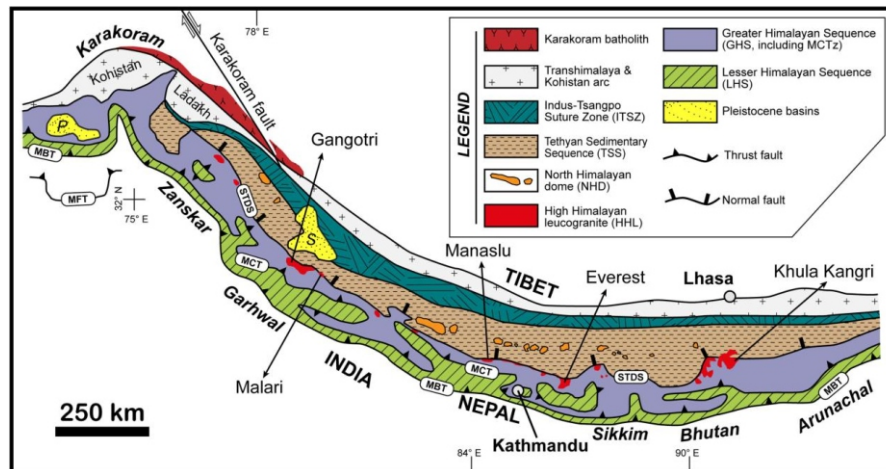 Karakoram
78° E
Kohistan
Ladakh
Karakoram fault
P
MBT
MFT
32° N
75° E
Zanskar
Gangotri
STDS
S
MCT
Garhwal
Malari
INDIA
250 km
Manaslu
TIBET
Everest
Lhasa
Khula Kangri
MCT
MBT
NEPAL
Kathmandu
STDS
Sikkim
Bhutan
Arunachal
MBT
84° E
90° E
LEGEND
Karakoram batholith
Transhimalaya &
Kohistan arc
Indus-Tsangpo
Suture Zone (ITSZ)
Tethyan Sedimentary
Sequence (TSS)
North Himalayan
dome (NHD)
High Himalayan
leucogranite (HHL)
Greater Himalayan Sequence
(GHS, including MCTz)
Lesser Himalayan Sequence
(LHS)
Pleistocene basins
Thrust fault
Normal fault